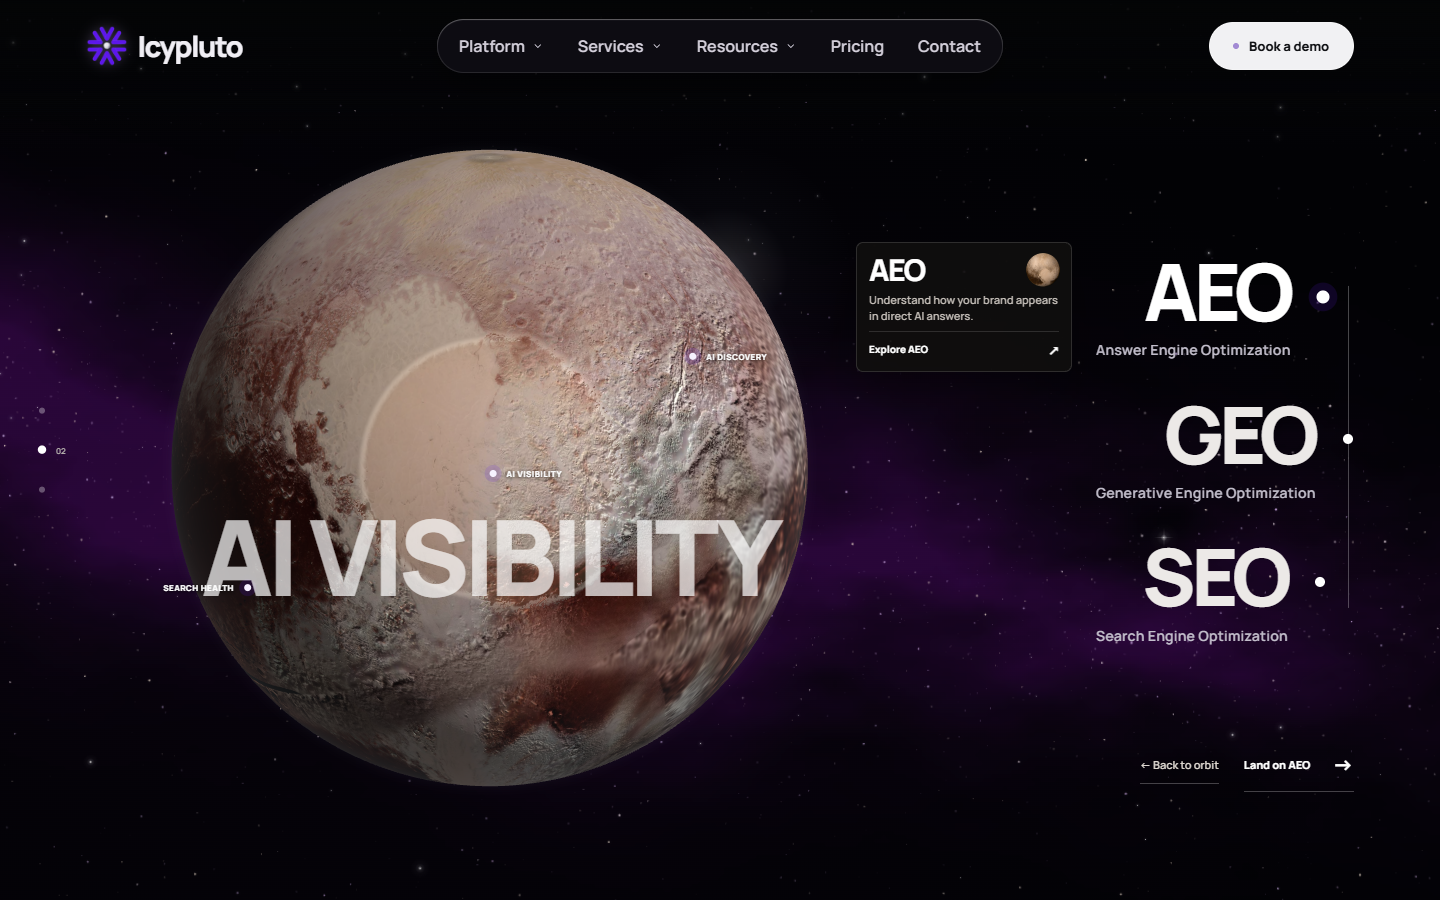 Icypluto
Platform
Services
Resources
Pricing
Contact
Book a demo
AEO
Understand how your brand appears
in direct AI answers.
Explore AEO ↗
AEO
Answer Engine Optimization
GEO
Generative Engine Optimization
SEO
Search Engine Optimization
AI DISCOVERY
AI VISIBILITY
AI VISIBILITY
SEARCH HEALTH
02
← Back to orbit
Land on AEO →